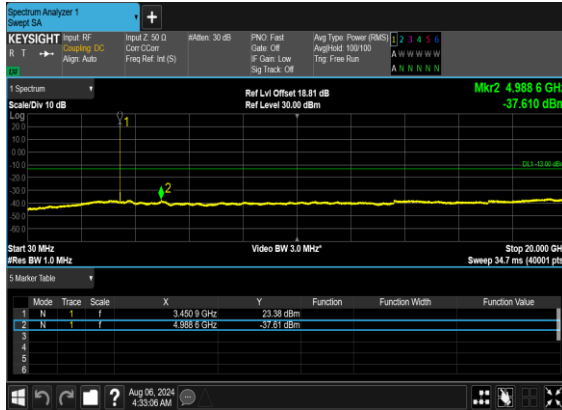 Spectrum Analyzer 1
Swept SA
+
KEYSIGHT Input: RF Input Z: 50 Ω #Atten: 30 dB PNO: Fast Avg Type: Power (RMS) 1 2 3 4 5 6
R T Coupling: DC Corr CCorr Gate: Off Avg|Hold: 100/100 A W W W W W
Align: Auto Freq Ref: Int (S) IF Gain: Low Trig: Free Run
Sig Track: Off A N N N N N
1 Spectrum Ref Lvl Offset 18.81 dB Mkr2 4.988 6 GHz
Scale/Div 10 dB Ref Level 30.00 dBm -37.610 dBm
Log
1
20.0
10.0
0.00
-10.0 DL1 -13.00 dBm
-20.0
2
-30.0
-40.0
-50.0
-60.0
Start 30 MHz Video BW 3.0 MHz* Stop 20.000 GH
#Res BW 1.0 MHz Sweep 34.7 ms (40001 pts
5 Marker Table
Mode Trace Scale X Y Function Function Width Function Value
1 N 1 f 3.450 9 GHz 23.38 dBm
2 N 1 f 4.988 6 GHz -37.61 dBm
3
4
5
6
? Aug 06, 2024
4:33:06 AM